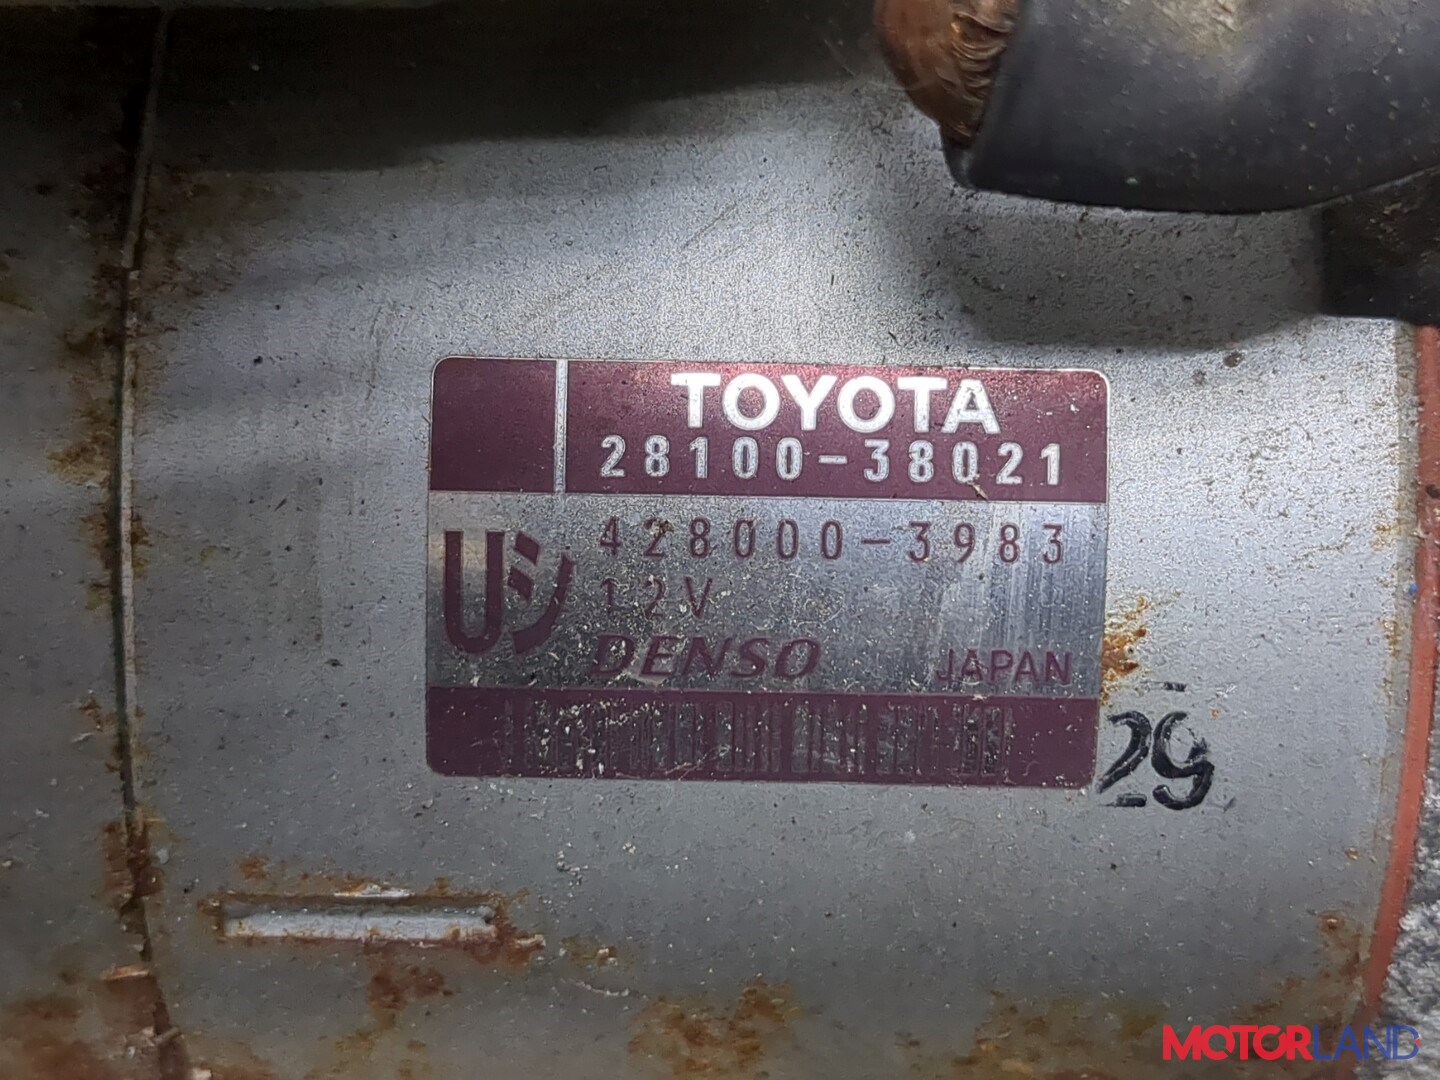 TOYOTA
28100-38021
428000-3983
12V
DENSO JAPAN
29
MOTORLAND